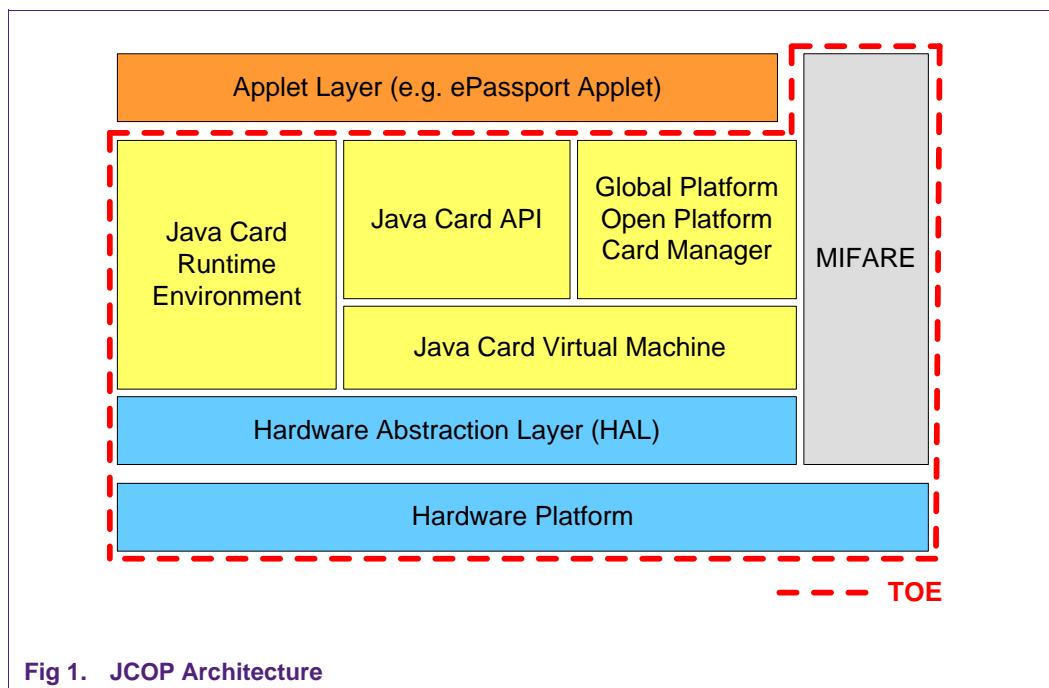 Applet Layer (e.g. ePassport Applet)
Java Card
Runtime
Environment
Java Card API
Global Platform
Open Platform
Card Manager
MIFARE
Java Card Virtual Machine
Hardware Abstraction Layer (HAL)
Hardware Platform
TOE
Fig 1. JCOP Architecture